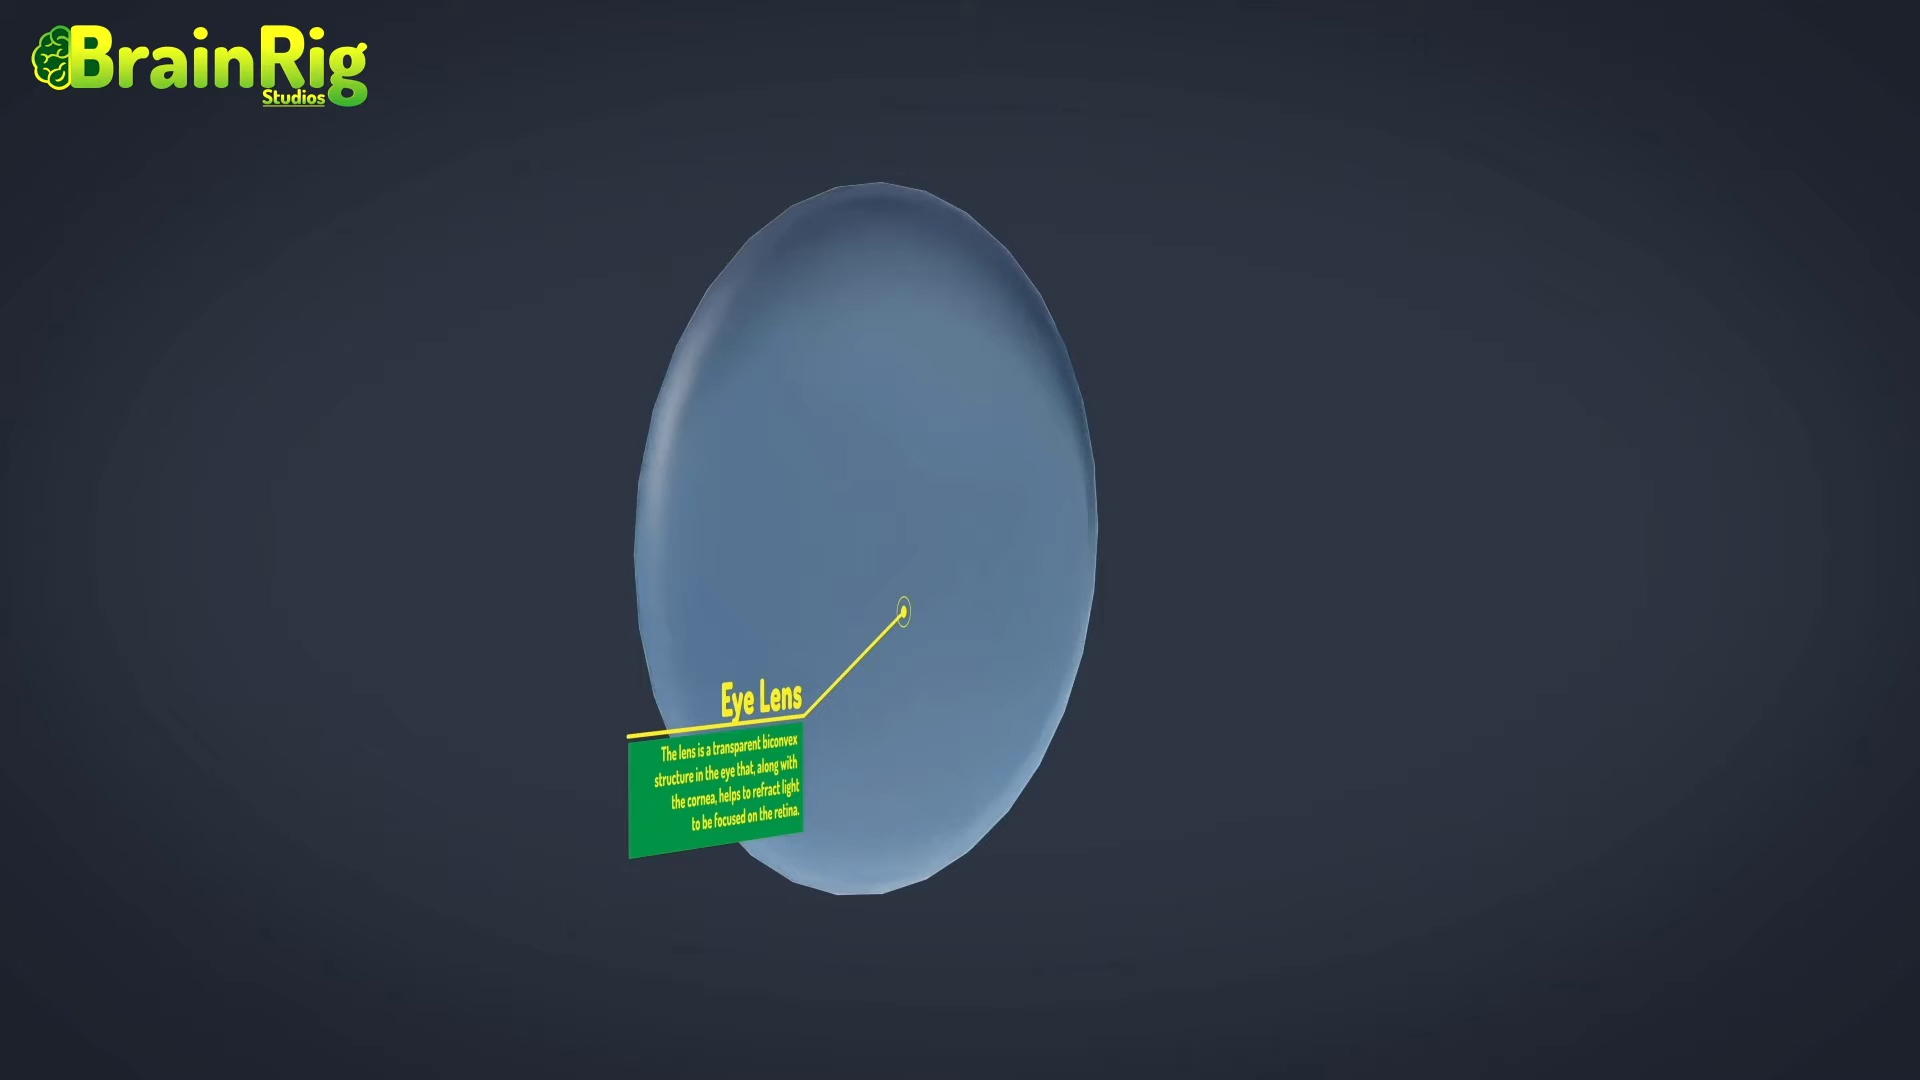 BrainRig
Studios
Eye Lens
The lens is a transparent biconvex
structure in the eye that, along with
the cornea, helps to refract light
to be focused on the retina.